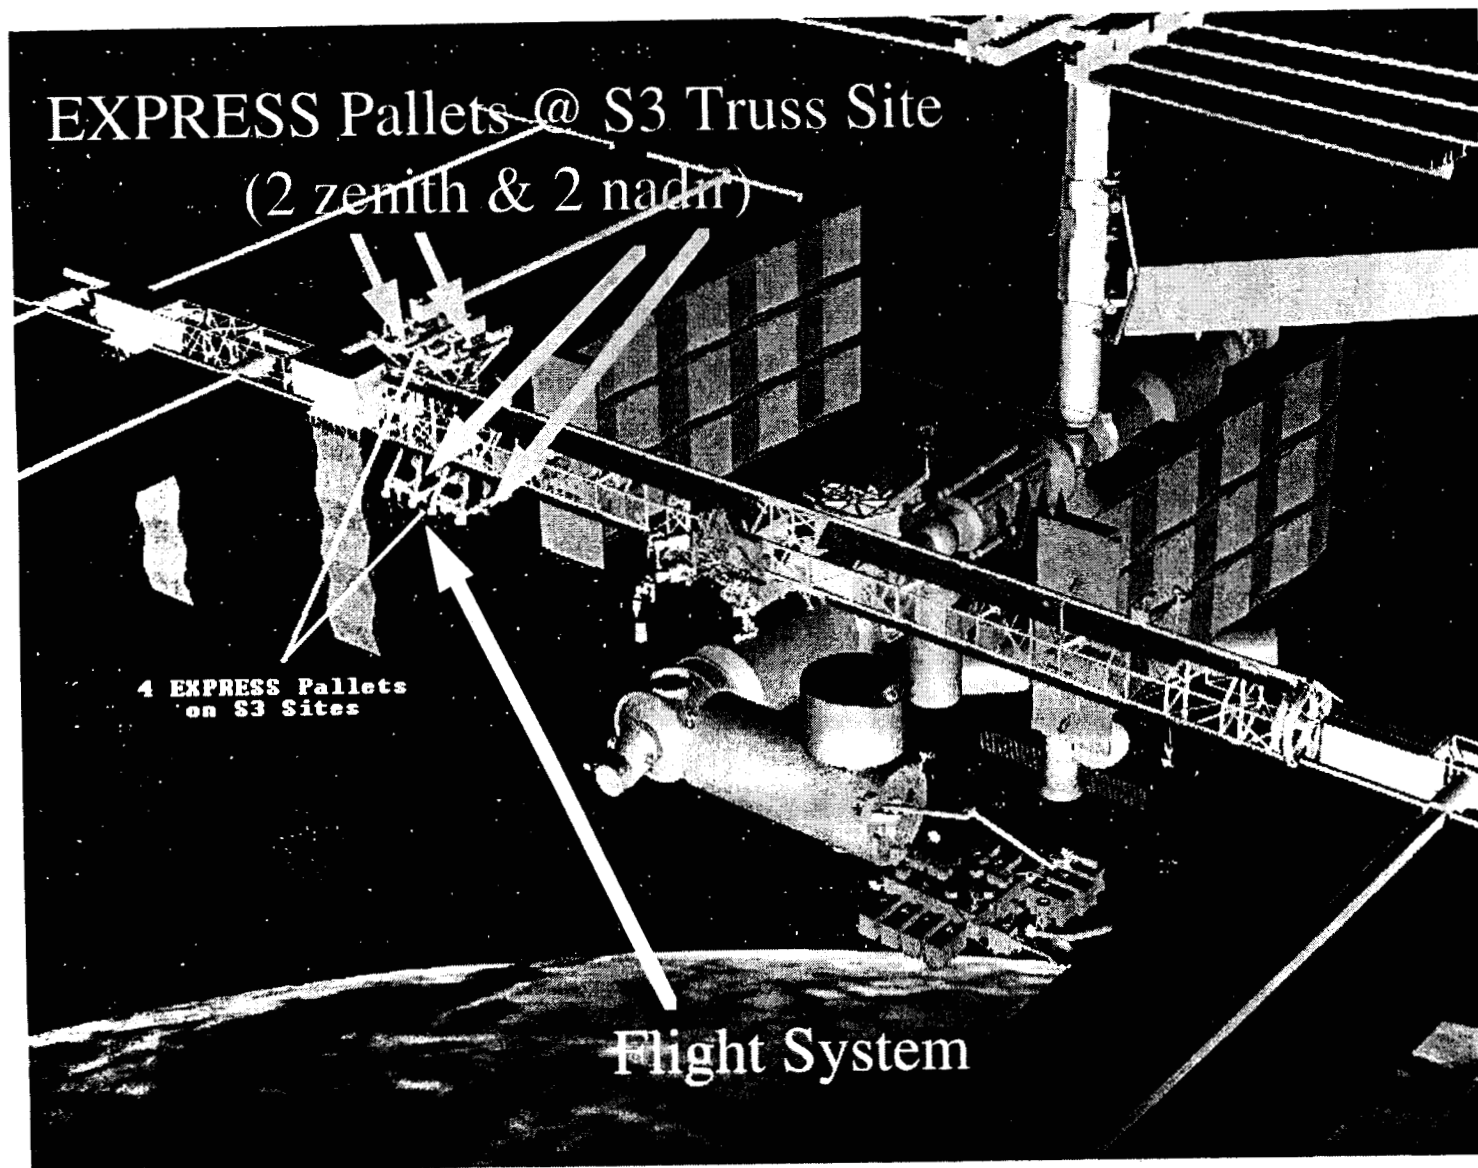 EXPRESS Pallets @ S3 Truss Site
(2 zenith & 2 nadir)
4 EXPRESS Pallets
on S3 Sites
Flight System